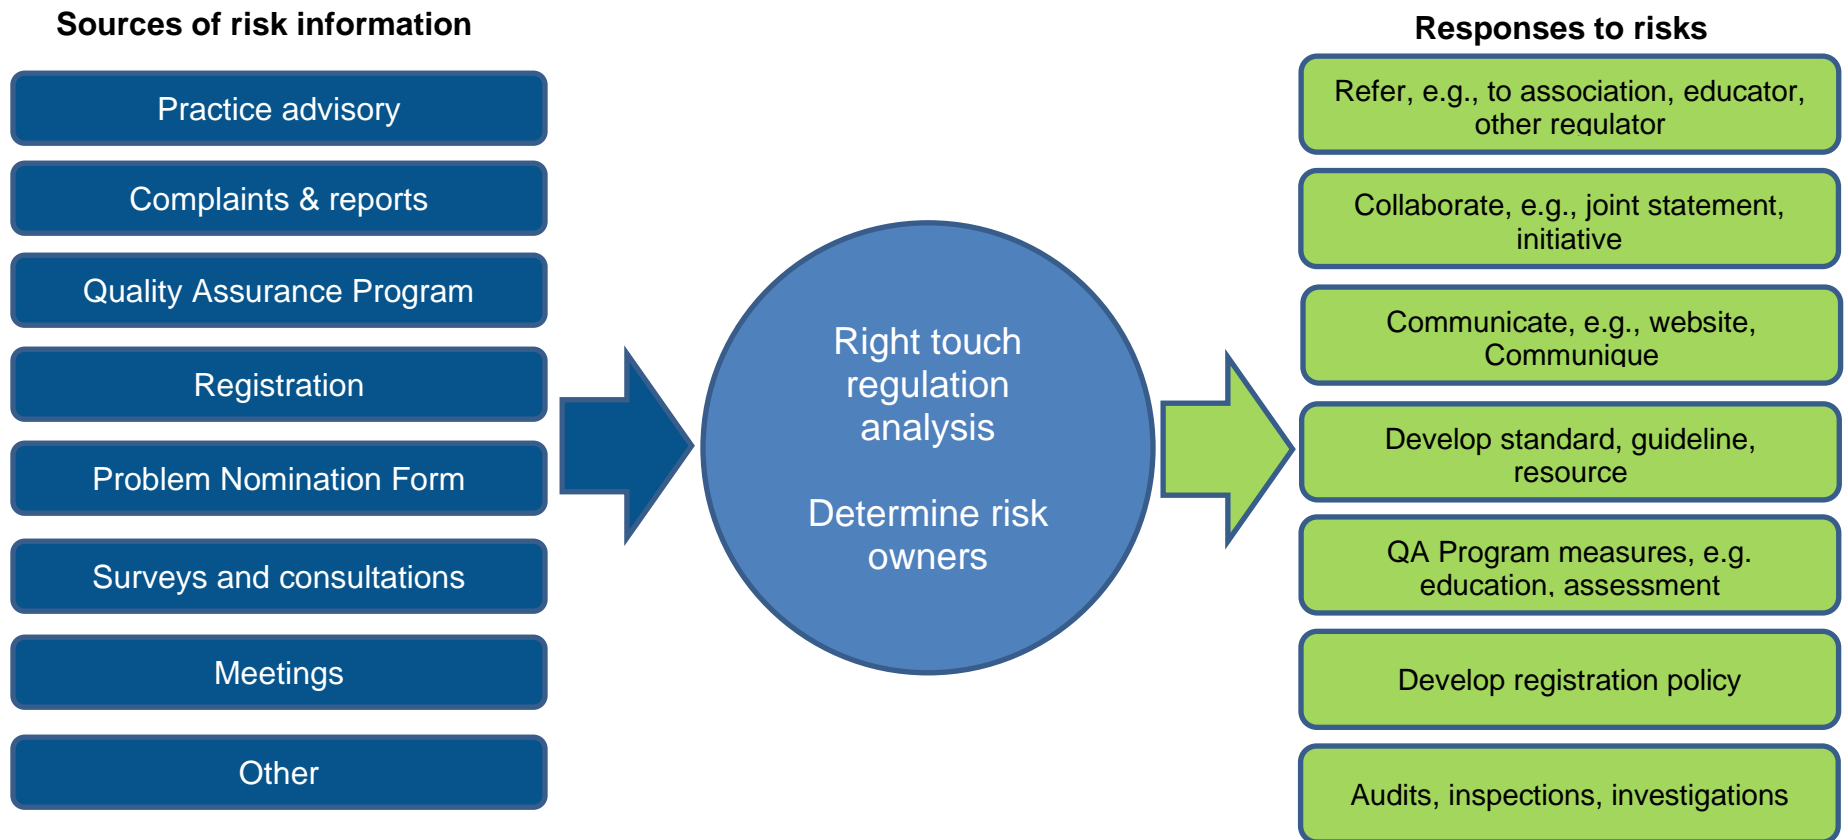 Sources of risk information
Practice advisory
Complaints & reports
Quality Assurance Program
Registration
Problem Nomination Form
Surveys and consultations
Meetings
Other
Right touch
regulation
analysis
Determine risk
owners
Responses to risks
Refer, e.g., to association, educator,
other regulator
Collaborate, e.g., joint statement,
initiative
Communicate, e.g., website,
Communique
Develop standard, guideline,
resource
QA Program measures, e.g.
education, assessment
Develop registration policy
Audits, inspections, investigations